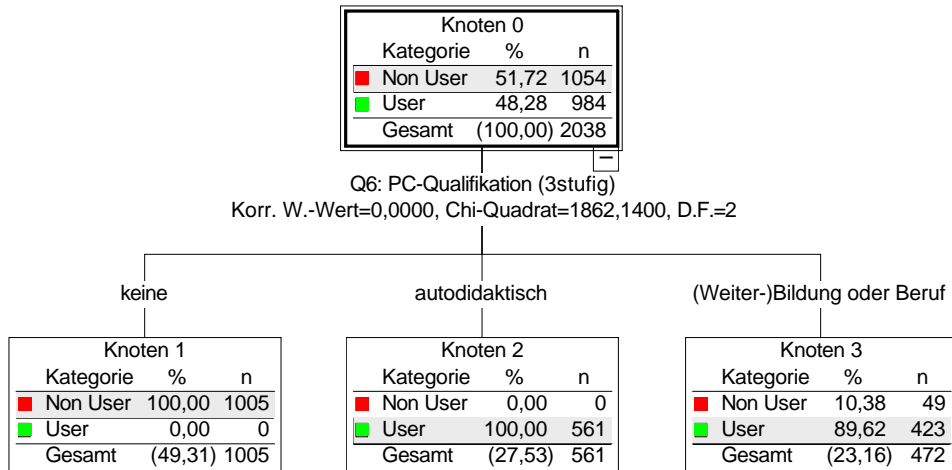 Knoten 0
Kategorie % n
Non User 51,72 1054
User 48,28 984
Gesamt (100,00) 2038
Q6: PC-Qualifikation (3stufig)
Korr. W.-Wert=0,0000, Chi-Quadrat=1862,1400, D.F.=2
keine
autodidaktisch
(Weiter-)Bildung oder Beruf
Knoten 1
Kategorie % n
Non User 100,00 1005
User 0,00 0
Gesamt (49,31) 1005
Knoten 2
Kategorie % n
Non User 0,00 0
User 100,00 561
Gesamt (27,53) 561
Knoten 3
Kategorie % n
Non User 10,38 49
User 89,62 423
Gesamt (23,16) 472